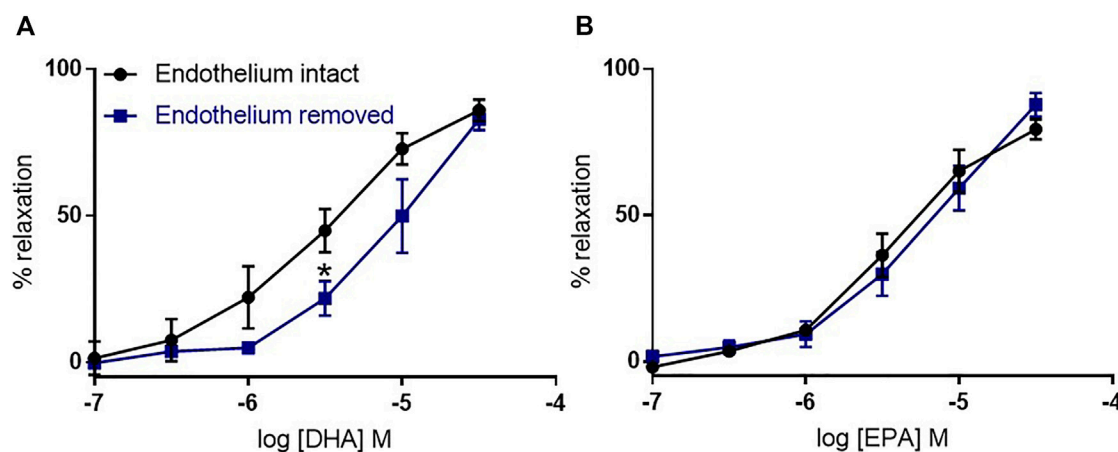 A
100
50
0
% relaxation
Endothelium intact
Endothelium removed
*
-7
-6
-5
-4
log [DHA] M
B
100
50
0
% relaxation
-7
-6
-5
-4
log [EPA] M